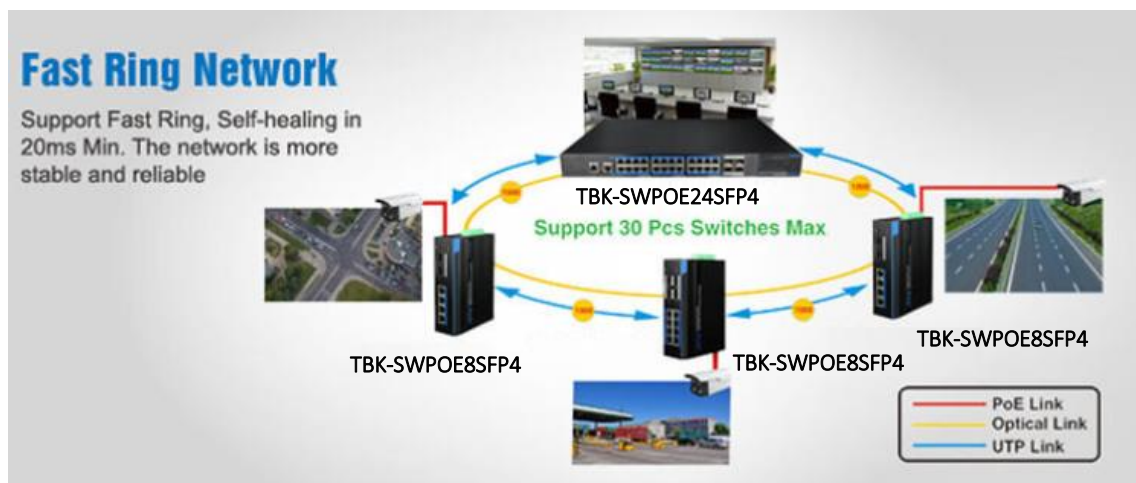 Fast Ring Network
Support Fast Ring, Self-healing in
20ms Min. The network is more
stable and reliable
TBK-SWPOE24SFP4
Support 30 Pcs Switches Max
TBK-SWPOE8SFP4
TBK-SWPOE8SFP4
TBK-SWPOE8SFP4
PoE Link
Optical Link
UTP Link